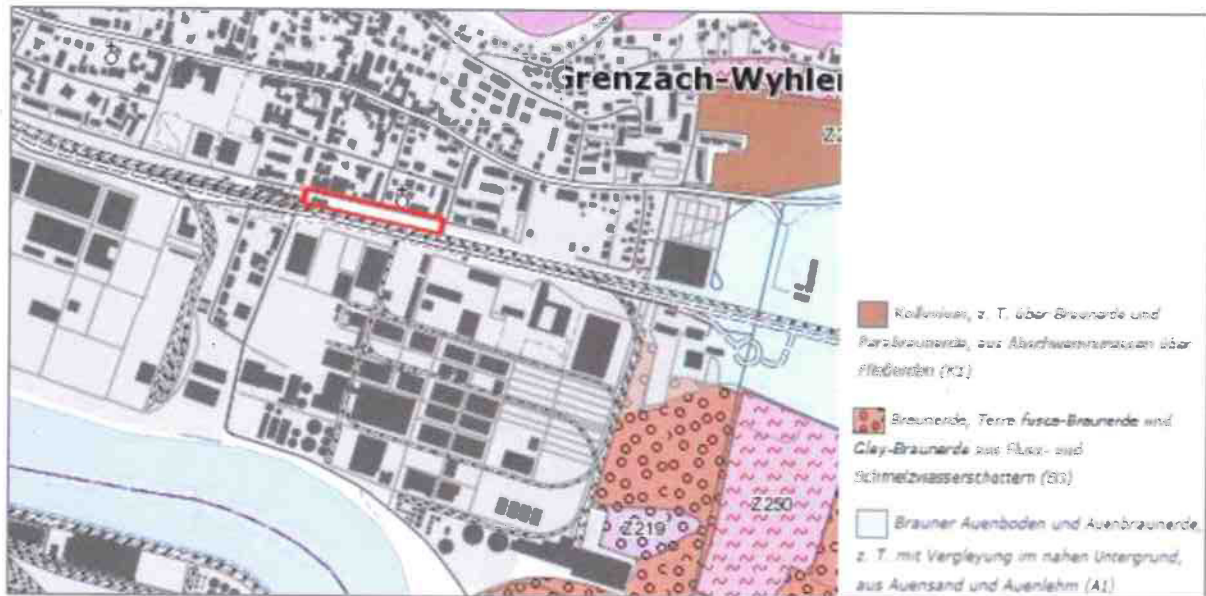 Grenzach-Wyhlen
Z2
Kolluvium, z. T. über Braunerde und
Parabraunerde, aus Abschwemmmassen über
Fließerden (K1)
Braunerde, Terra fusca-Braunerde und
Gley-Braunerde aus Fluss- und
Schmelzwasserschottern (B3)
Z250
Z219
Brauner Auenboden und Auenbraunerde,
z. T. mit Vergleyung im nahen Untergrund,
aus Auensand und Auenlehm (A1)